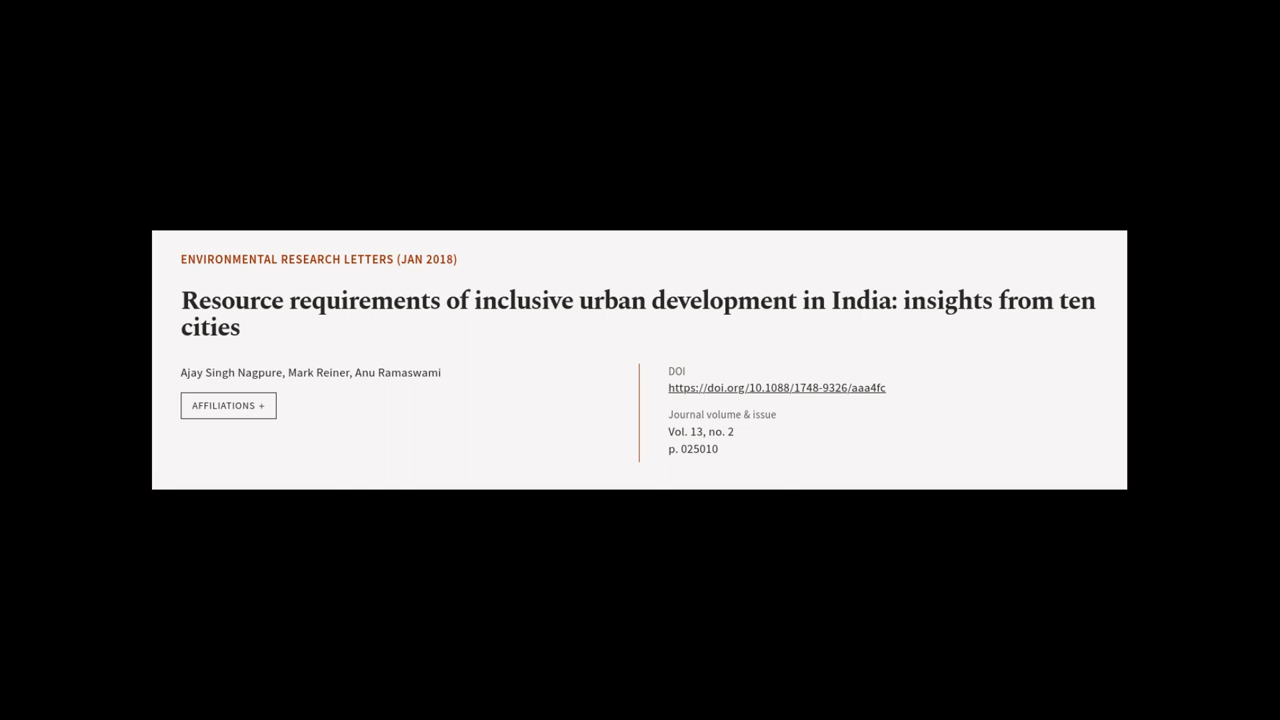 ENVIRONMENTAL RESEARCH LETTERS (JAN 2018)
Resource requirements of inclusive urban development in India: insights from ten
cities
Ajay Singh Nagpure, Mark Reiner, Anu Ramaswami
AFFILIATIONS +
DOI
https://doi.org/10.1088/1748-9326/aaa4fc
Journal volume & issue
Vol. 13, no. 2
p. 025010